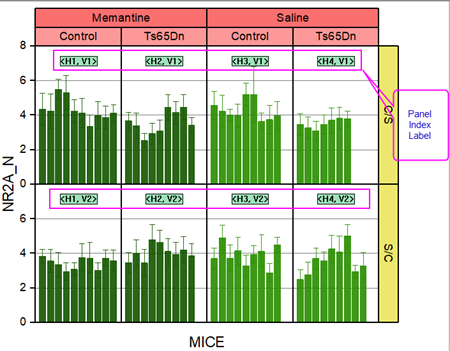 Memantine Saline
Control Ts65Dn Control Ts65Dn
8
<H1, V1> <H2, V1> <H3, V1> <H4, V1>
6
4
2
0
C/S
Panel
Index
Label
NR2A_N
<H1, V2> <H2, V2> <H3, V2> <H4, V2>
6
4
2
0
S/C
MICE